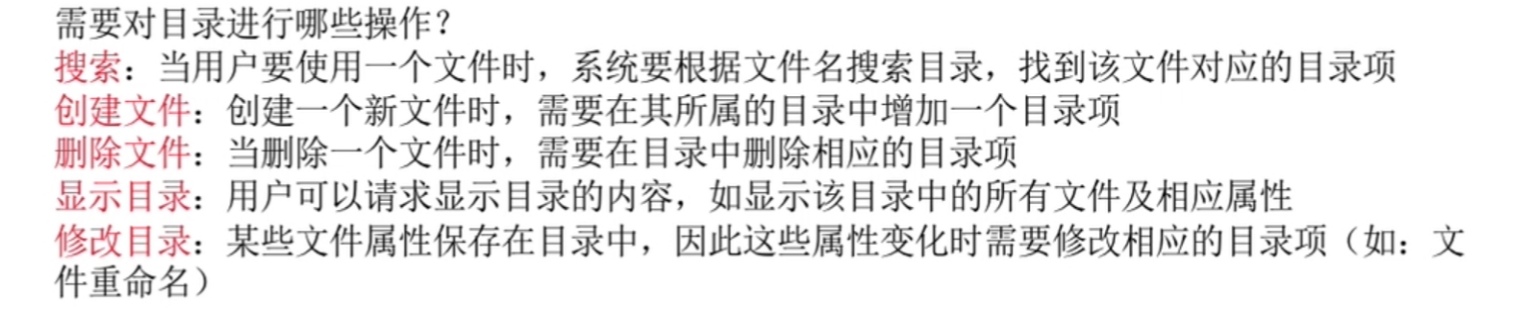 需要对目录进行哪些操作？
搜索：当用户要使用一个文件时，系统要根据文件名搜索目录，找到该文件对应的目录项
创建文件：创建一个新文件时，需要在其所属的目录中增加一个目录项
删除文件：当删除一个文件时，需要在目录中删除相应的目录项
显示目录：用户可以请求显示目录的内容，如显示该目录中的所有文件及相应属性
修改目录：某些文件属性保存在目录中，因此这些属性变化时需要修改相应的目录项（如：文
件重命名）